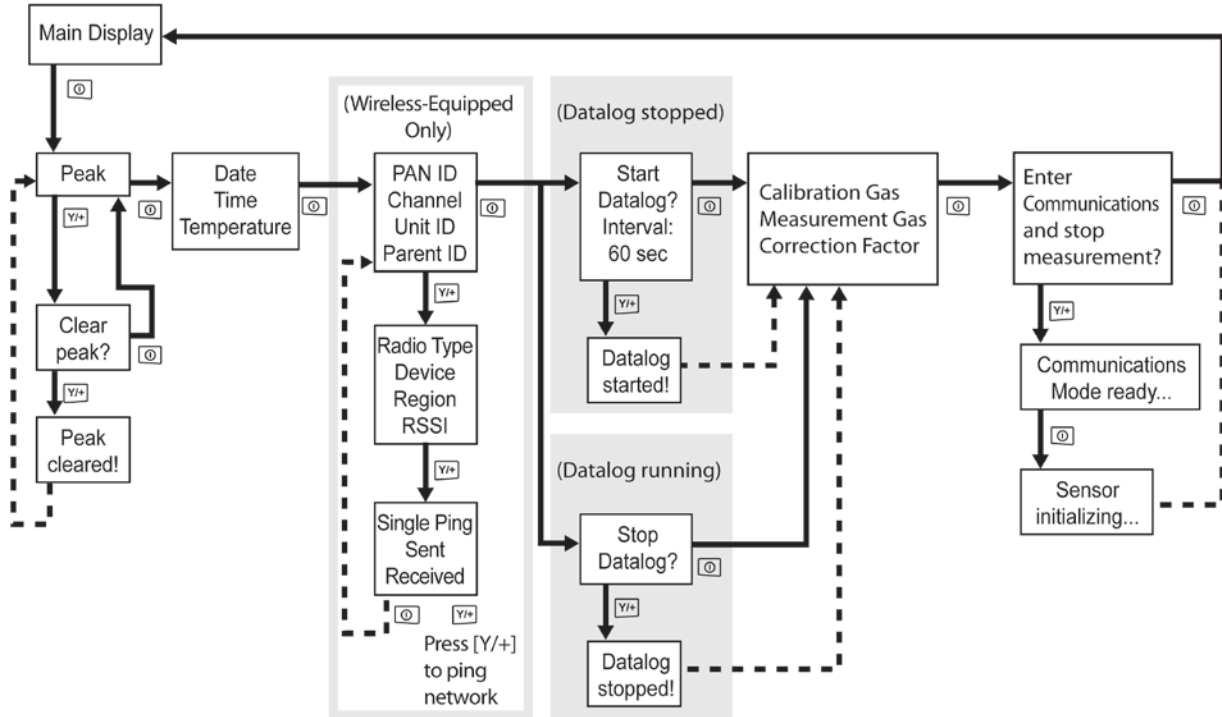 Main Display
Peak
Y/+
Clear
peak?
Y/+
Peak
cleared!
Date
Time
Temperature
(Wireless-Equipped
Only)
PAN ID
Channel
Unit ID
Parent ID
Y/+
Radio Type
Device
Region
RSSI
Y/+
Single Ping
Sent
Received
Y/+
Press [Y/+]
to ping
network
(Datalog stopped)
Start
Datalog?
Interval:
60 sec
Y/+
Datalog
started!
(Datalog running)
Stop
Datalog?
Y/+
Datalog
stopped!
Calibration Gas
Measurement Gas
Correction Factor
Enter
Communications
and stop
measurement?
Y/+
Communications
Mode ready...
Sensor
initializing...